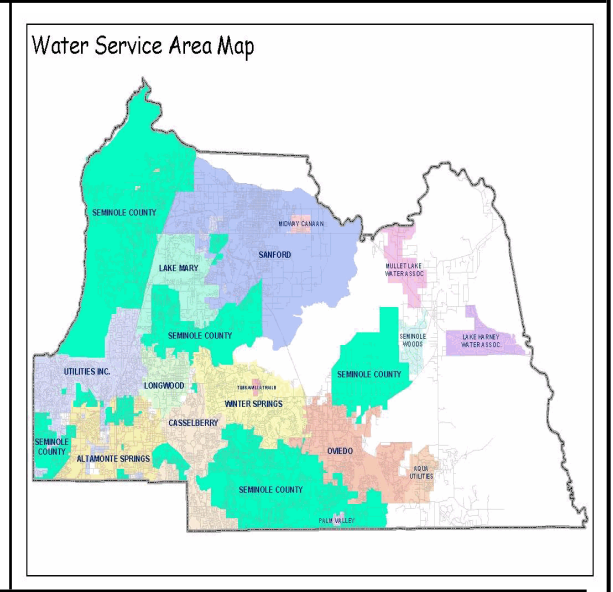 Water Service Area Map
SEMINOLE COUNTY
MIDWAY CANAAN
SANFORD
LAKE MARY
MULLET LAKE
WATER ASSOC
SEMINOLE COUNTY
SEMINOLE
WOODS
LAKE HARNEY
WATER ASSOC.
UTILITIES INC.
LONGWOOD
SEMINOLE COUNTY
WINTER SPRINGS
CASSELBERRY
SEMINOLE
COUNTY
ALTAMONTE SPRINGS
OVIEDO
AQUA
UTILITIES
SEMINOLE COUNTY
PALM VALLEY